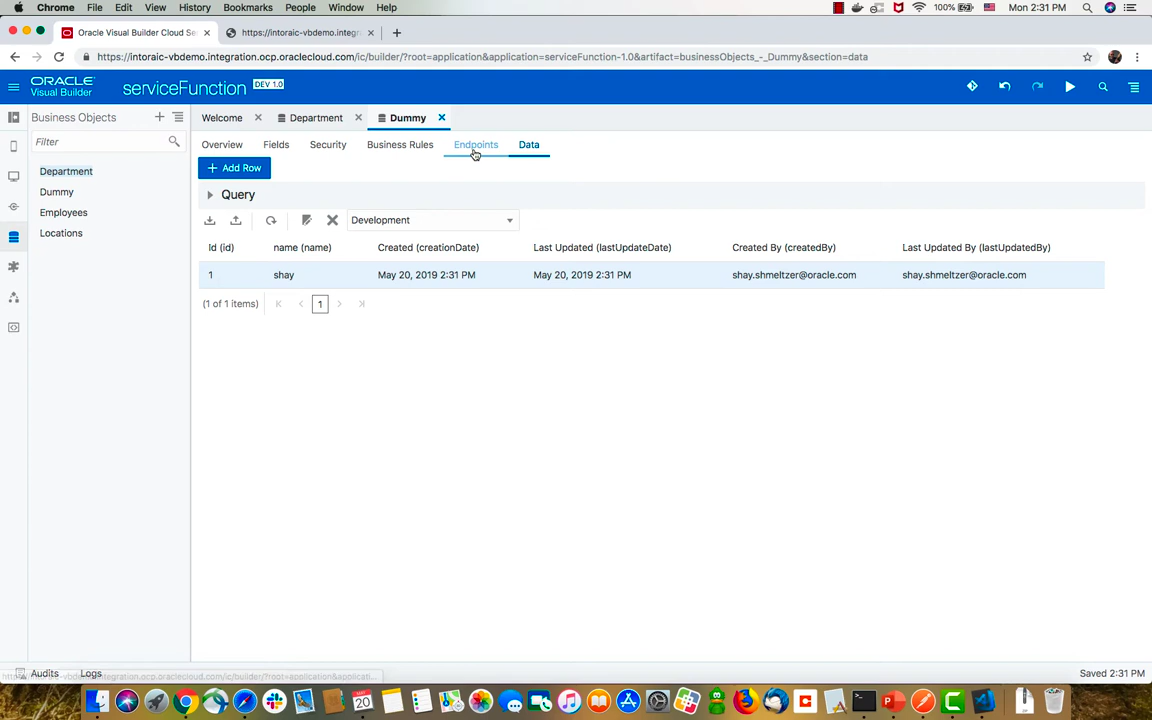 Chrome File Edit View History Bookmarks People Window Help 100% Mon 2:31 PM
Oracle Visual Builder Cloud Se
https://intoraic-vbdemo.integr
https://intoraic-vbdemo.integration.ocp.oraclecloud.com/ic/builder/?root=application&application=serviceFunction-1.0&artifact=businessObjects_-_Dummy&section=data
ORACLE
Visual Builder
serviceFunction
DEV 1.0
Business Objects
Welcome Department Dummy
Filter
Overview Fields Security Business Rules Endpoints Data
Department
Dummy
Employees
Locations
+ Add Row
Query
Development
Id (id) name (name) Created (creationDate) Last Updated (lastUpdateDate) Created By (createdBy) Last Updated By (lastUpdatedBy)
1 shay May 20, 2019 2:31 PM May 20, 2019 2:31 PM shay.shmeltzer@oracle.com shay.shmeltzer@oracle.com
(1 of 1 items) 1
Audits Logs Saved 2:31 PM
MAY
20